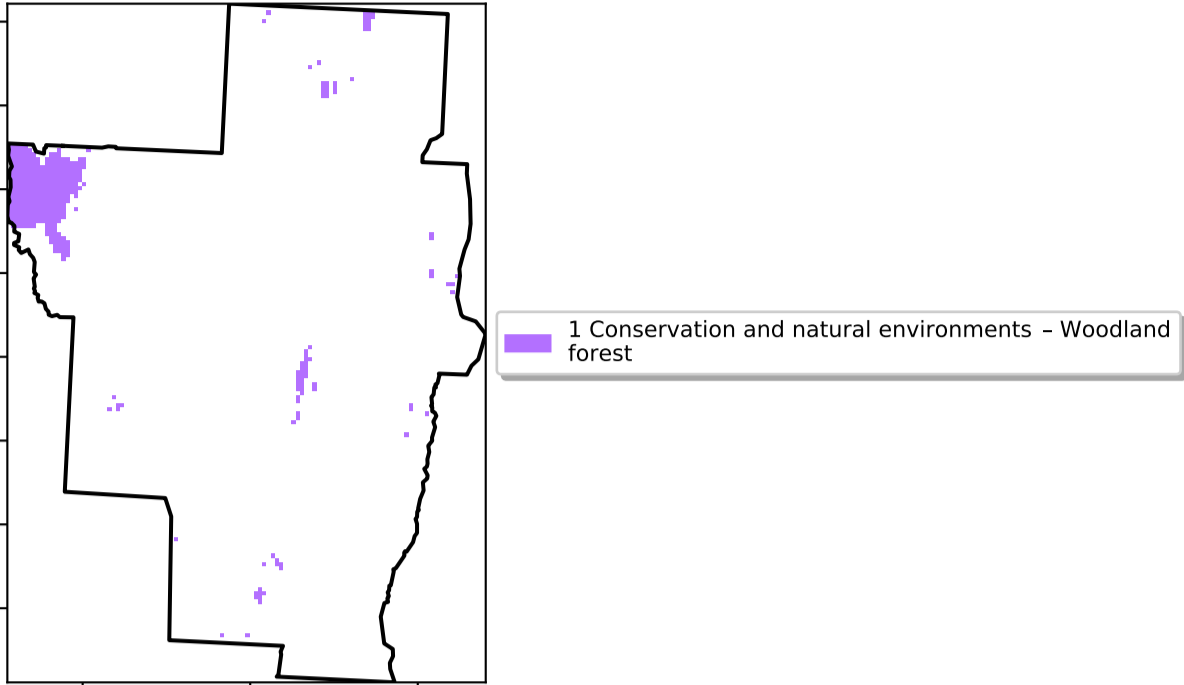 1 Conservation and natural environments – Woodland
forest